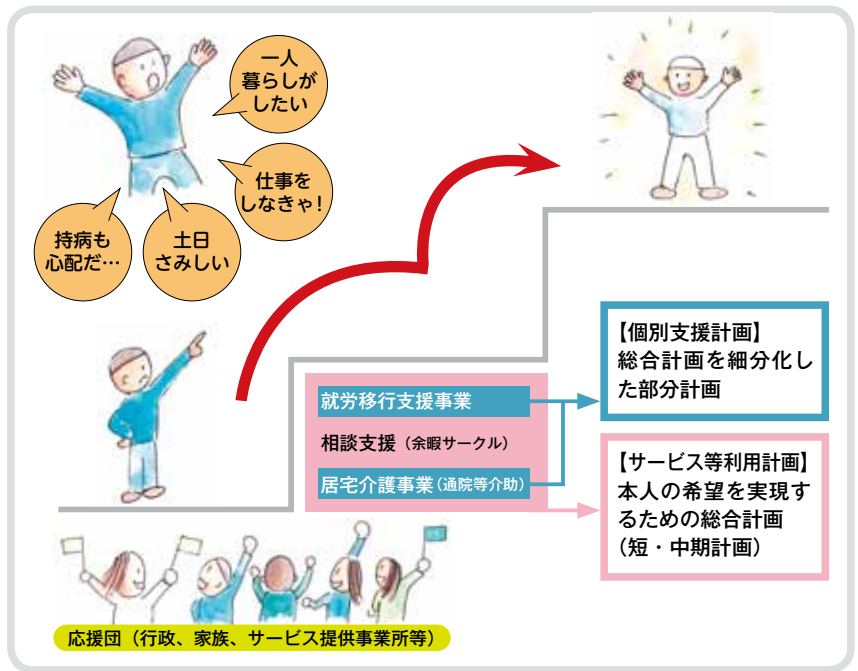 一人
暮らしが
したい
仕事を
しなきゃ!
持病も
心配だ…
土日
さみしい
就労移行支援事業
相談支援(余暇サークル)
居宅介護事業(通院等介助)
【個別支援計画】
総合計画を細分化し
た部分計画
【サービス等利用計画】
本人の希望を実現す
るための総合計画
(短・中期計画)
応援団(行政、家族、サービス提供事業所等)